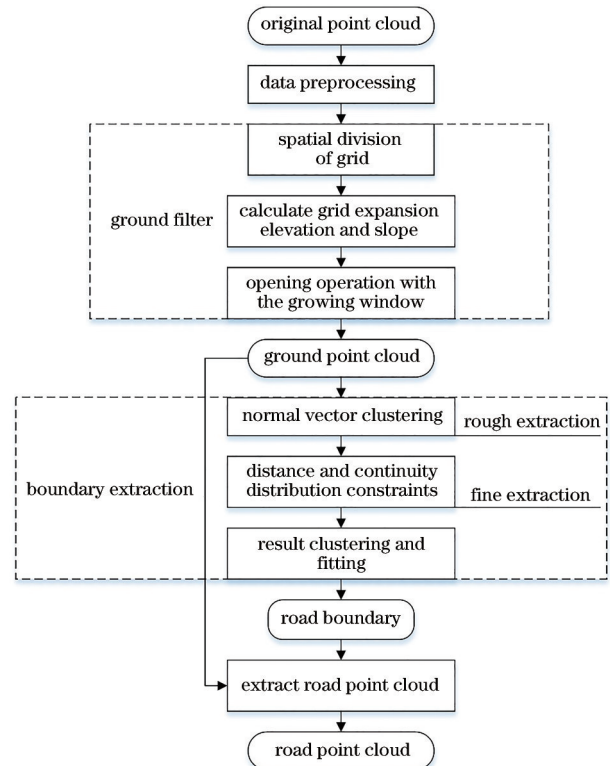 original point cloud
data preprocessing
spatial division
of grid
ground filter
calculate grid expansion
elevation and slope
opening operation with
the growing window
ground point cloud
normal vector clustering
rough extraction
boundary extraction
distance and continuity
distribution constraints
fine extraction
result clustering and
fitting
road boundary
extract road point cloud
road point cloud